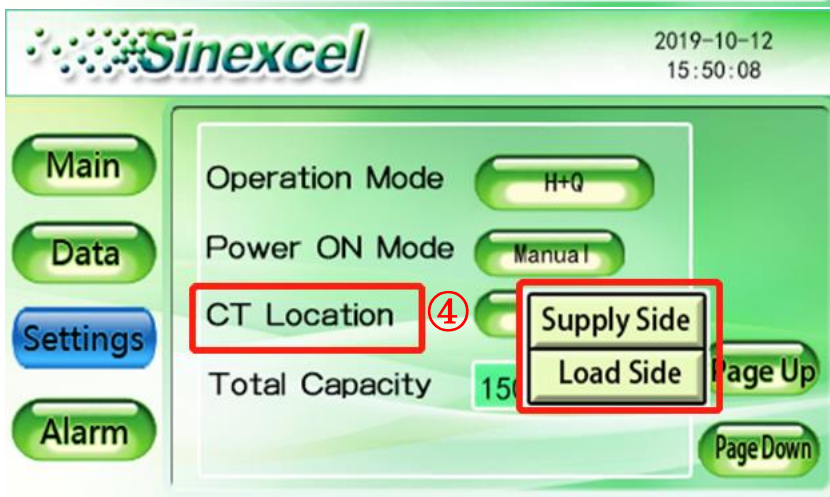 Sinexcel
2019-10-12
15:50:08
Main
Data
Settings
Alarm
Operation Mode H+Q
Power ON Mode Manual
CT Location ④ Supply Side
Load Side
Total Capacity
Page Up
Page Down